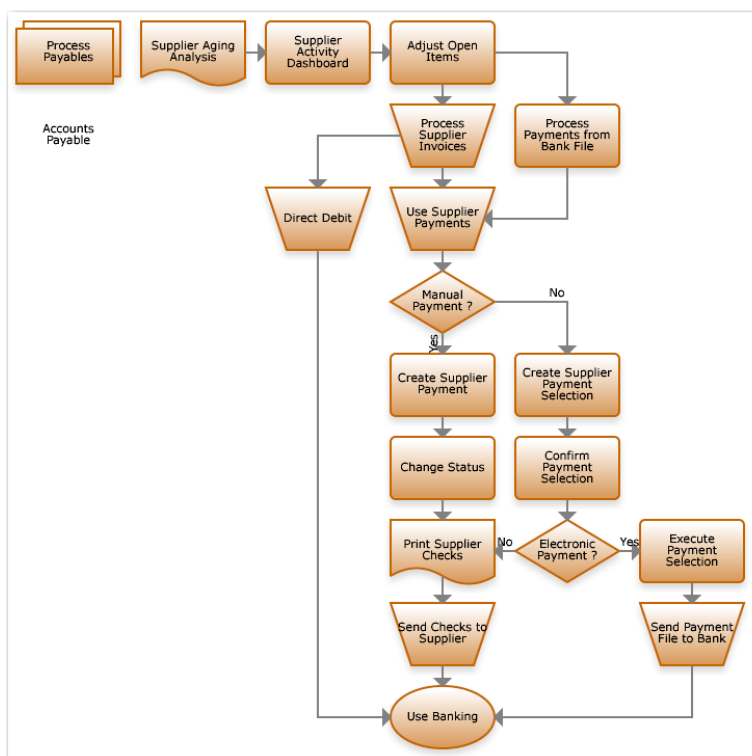 Process
Payables
Supplier Aging
Analysis
Supplier
Activity
Dashboard
Adjust Open
Items
Accounts
Payable
Process
Supplier
Invoices
Process
Payments from
Bank File
Direct Debit
Use Supplier
Payments
Manual
Payment ?
No
Yes
Create Supplier
Payment
Create Supplier
Payment
Selection
Change Status
Confirm
Payment
Selection
Print Supplier
Checks
No
Electronic
Payment ?
Yes
Execute
Payment
Selection
Send Checks to
Supplier
Send Payment
File to Bank
Use Banking